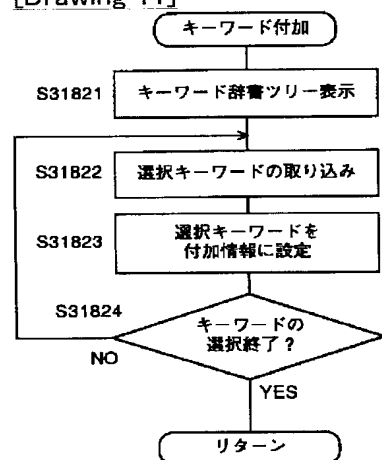 [Drawing 11]
キーワード付加
S31821
キーワード辞書ツリー表示
S31822
選択キーワードの取り込み
S31823
選択キーワードを
付加情報に設定
S31824
キーワードの
選択終了？
NO
YES
リターン